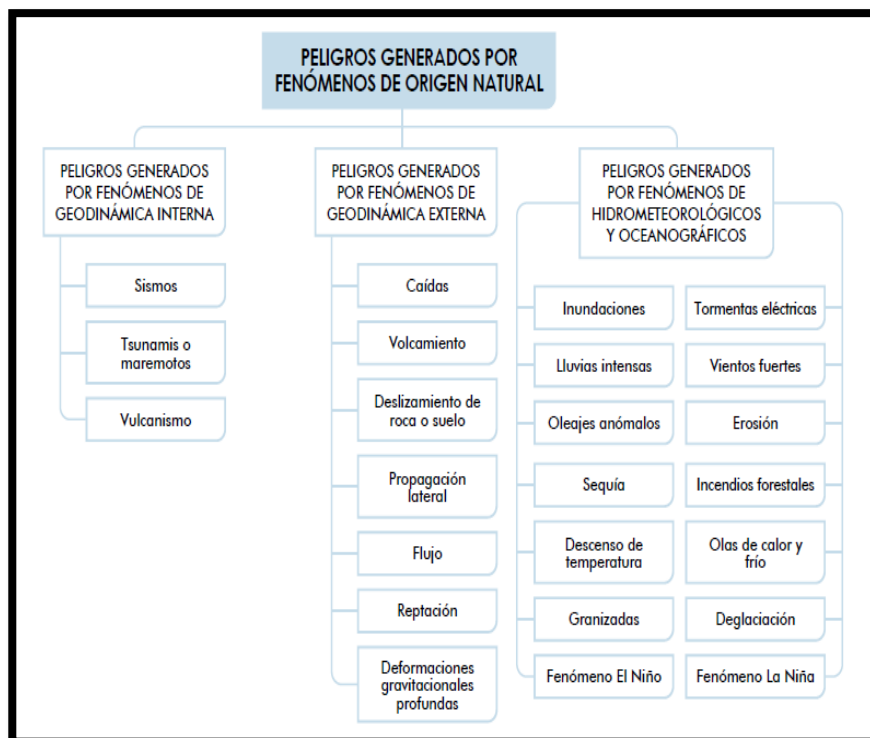 PELIGROS GENERADOS POR
FENÓMENOS DE ORIGEN NATURAL
PELIGROS GENERADOS
POR FENÓMENOS DE
GEODINÁMICA INTERNA
Sismos
Tsunamis o
maremotos
Vulcanismo
PELIGROS GENERADOS
POR FENÓMENOS DE
GEODINÁMICA EXTERNA
Caídas
Volcamiento
Deslizamiento de
roca o suelo
Propagación
lateral
Flujo
Reptación
Deformaciones
gravitacionales
profundas
PELIGROS GENERADOS
POR FENÓMENOS DE
HIDROMETEOROLÓGICOS
Y OCEANOGRÁFICOS
Inundaciones
Lluvias intensas
Oleajes anómalos
Sequía
Descenso de
temperatura
Granizadas
Fenómeno El Niño
Tormentas eléctricas
Vientos fuertes
Erosión
Incendios forestales
Olas de calor y
frío
Deglaciación
Fenómeno La Niña